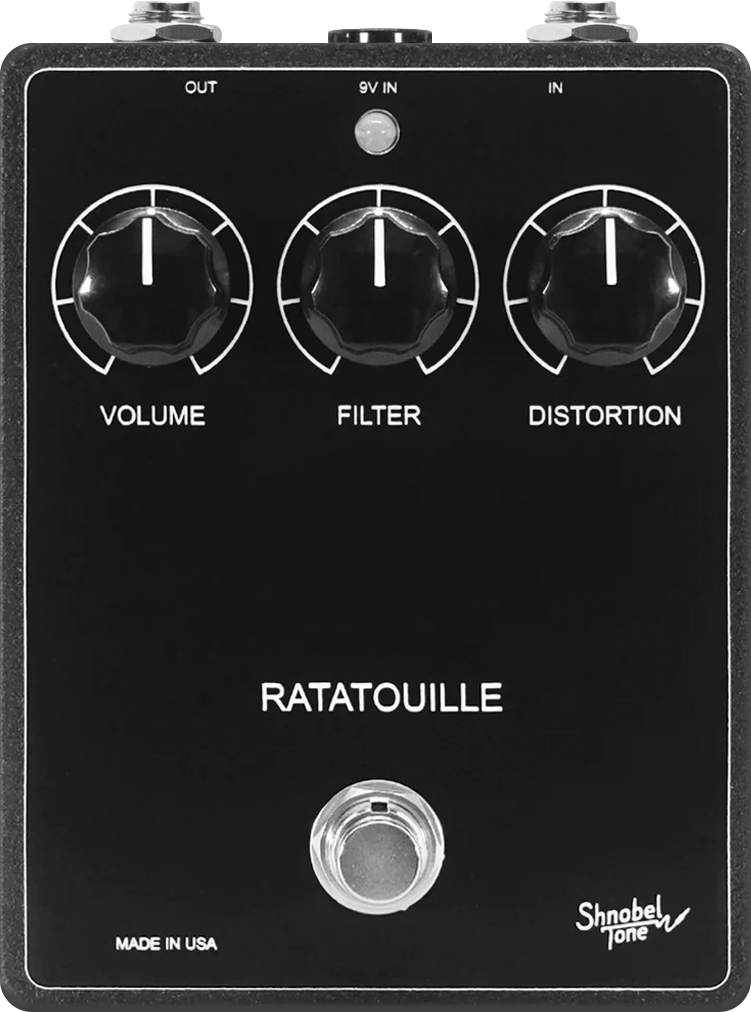 OUT
9V IN
IN
VOLUME
FILTER
DISTORTION
RATATOUILLE
Shnobel
Tone
MADE IN USA